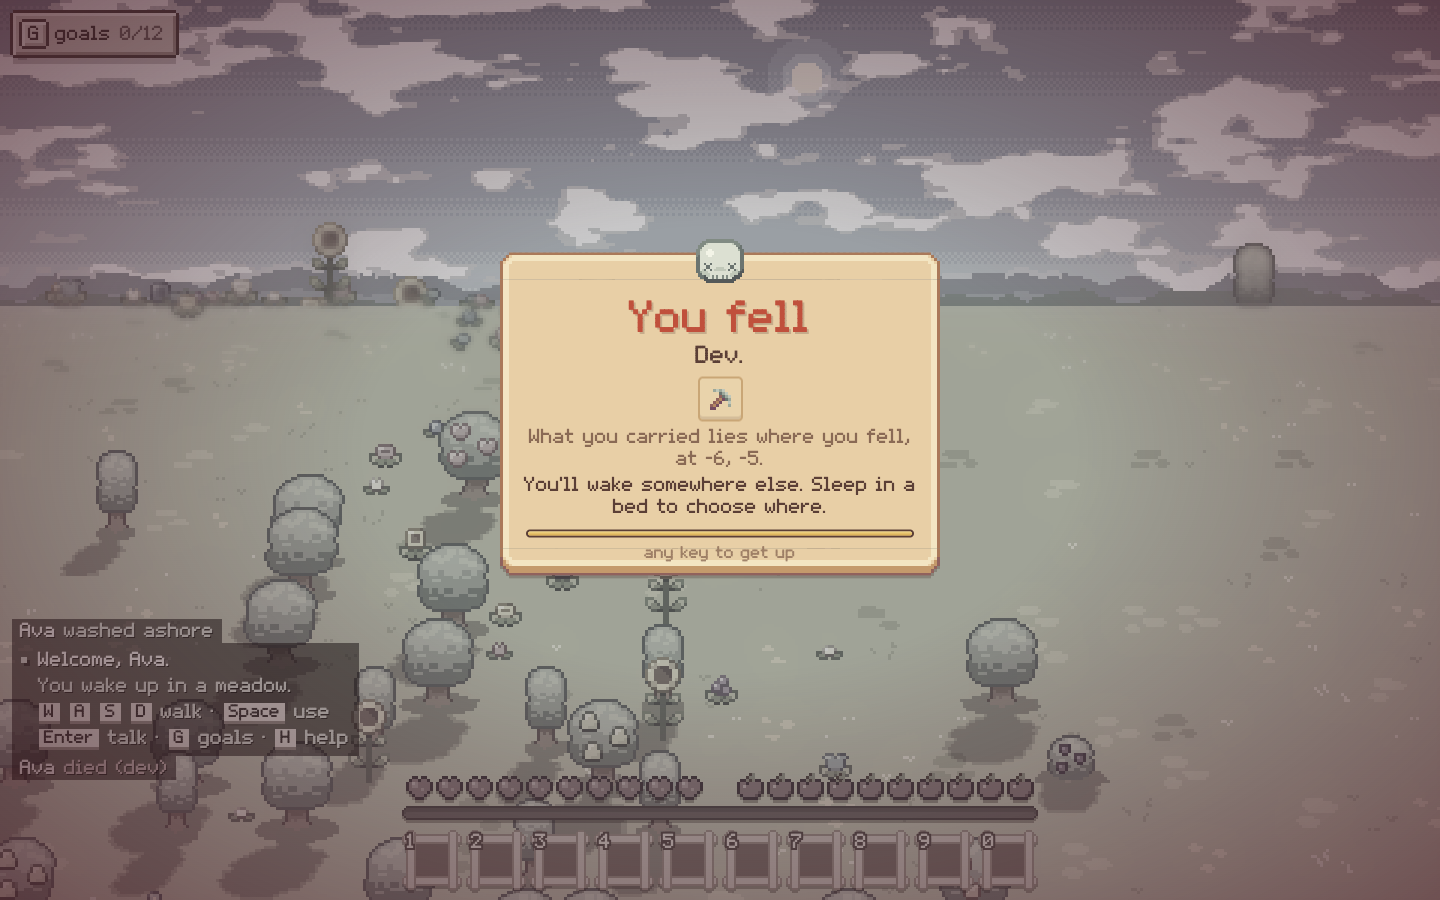 G goals 0/12
You fell
Dev.
What you carried lies where you fell,
at -6, -5.
You'll wake somewhere else. Sleep in a
bed to choose where.
any key to get up
Ava washed ashore
Welcome, Ava.
You wake up in a meadow.
W A S D walk · Space use
Enter talk · G goals · H help
Ava died (dev)
1 2 3 4 5 6 7 8 9 0